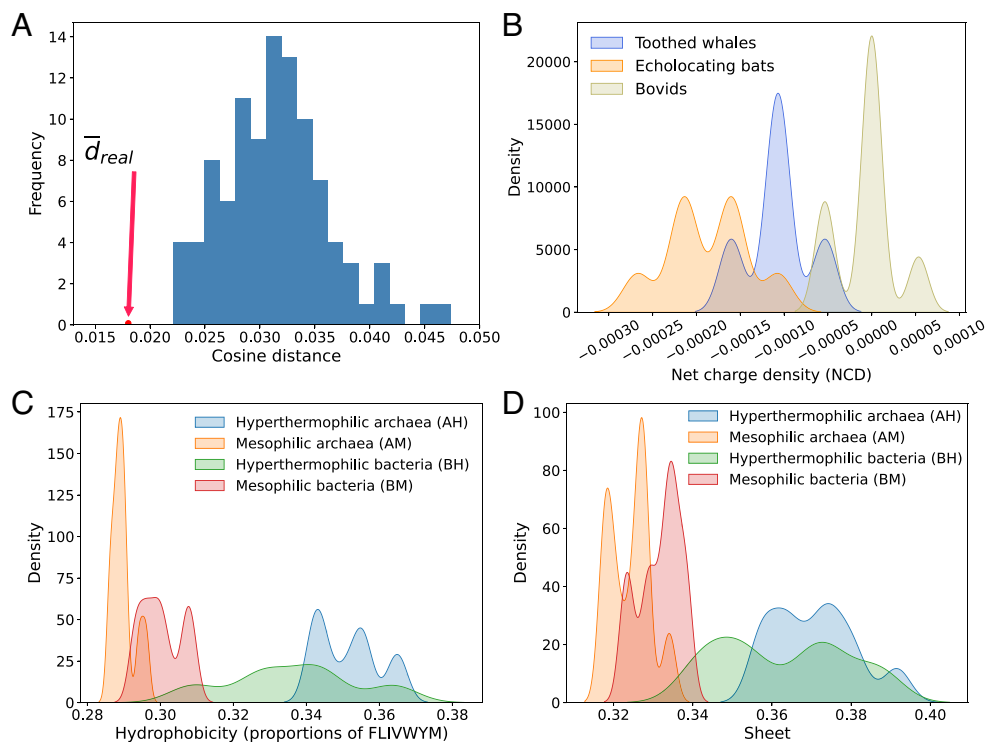 A
14
12
10
8
6
4
2
0
Frequency
d̅real
0.015 0.020 0.025 0.030 0.035 0.040 0.045 0.050
Cosine distance
B
Toothed whales
Echolocating bats
Bovids
20000
15000
10000
5000
0
Density
−0.00030 −0.00025 −0.00020 −0.00015 −0.00010 −0.00005 0.00000 0.00005 0.00010
Net charge density (NCD)
C
175
150
125
100
75
50
25
0
Density
Hyperthermophilic archaea (AH)
Mesophilic archaea (AM)
Hyperthermophilic bacteria (BH)
Mesophilic bacteria (BM)
0.28 0.30 0.32 0.34 0.36 0.38
Hydrophobicity (proportions of FLIVWYM)
D
100
80
60
40
20
0
Density
Hyperthermophilic archaea (AH)
Mesophilic archaea (AM)
Hyperthermophilic bacteria (BH)
Mesophilic bacteria (BM)
0.32 0.34 0.36 0.38 0.40
Sheet